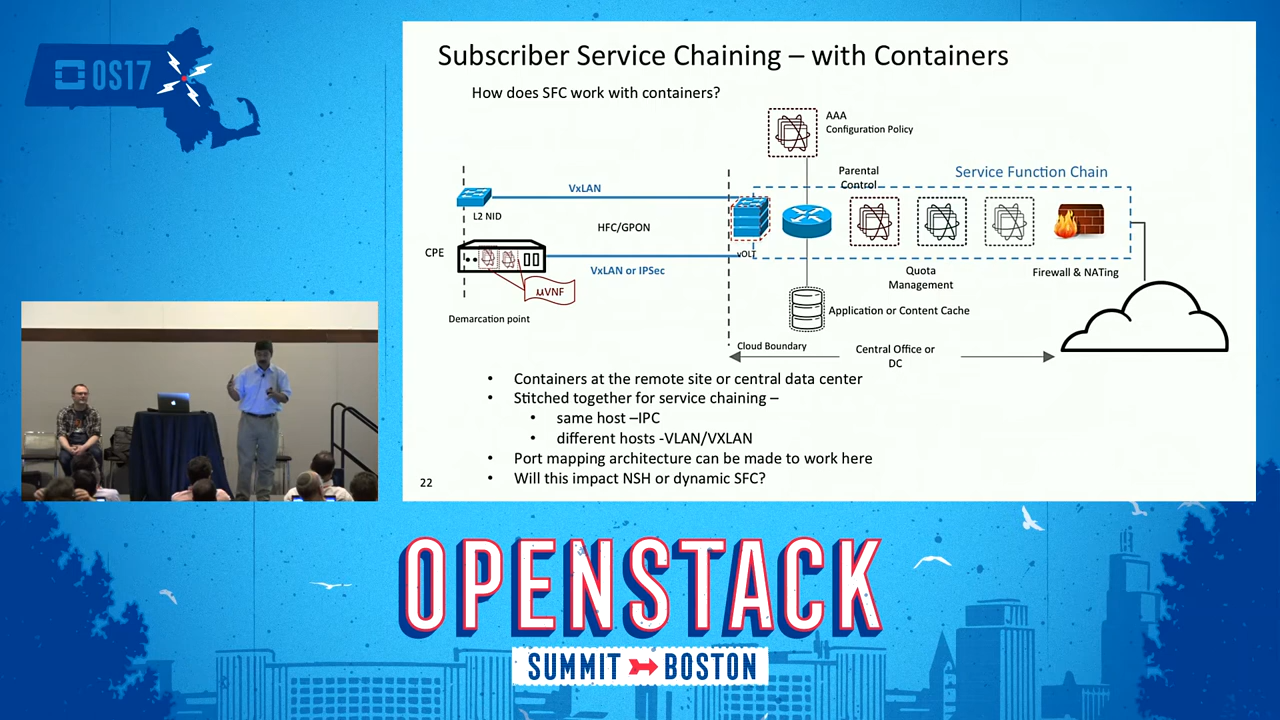 OS17
Subscriber Service Chaining – with Containers
How does SFC work with containers?
AAA
Configuration Policy
Parental
Control
Service Function Chain
VxLAN
L2 NID
HFC/GPON
CPE
vOLT
VxLAN or IPSec
μVNF
Quota
Management
Firewall & NATing
Demarcation point
Application or Content Cache
Cloud Boundary
Central Office or
DC
• Containers at the remote site or central data center
• Stitched together for service chaining –
• same host –IPC
• different hosts -VLAN/VXLAN
• Port mapping architecture can be made to work here
• Will this impact NSH or dynamic SFC?
22
OPENSTACK
SUMMIT BOSTON